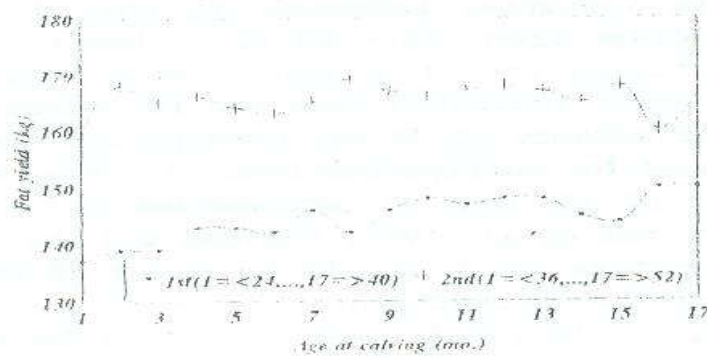 180
170
160
150
140
130
Fat yield (kg)
1st(1=<24,...,17=>40) 2nd(1=<36,...,17=>52)
1 3 5 7 9 11 13 15 17
Age at calving (mo.)